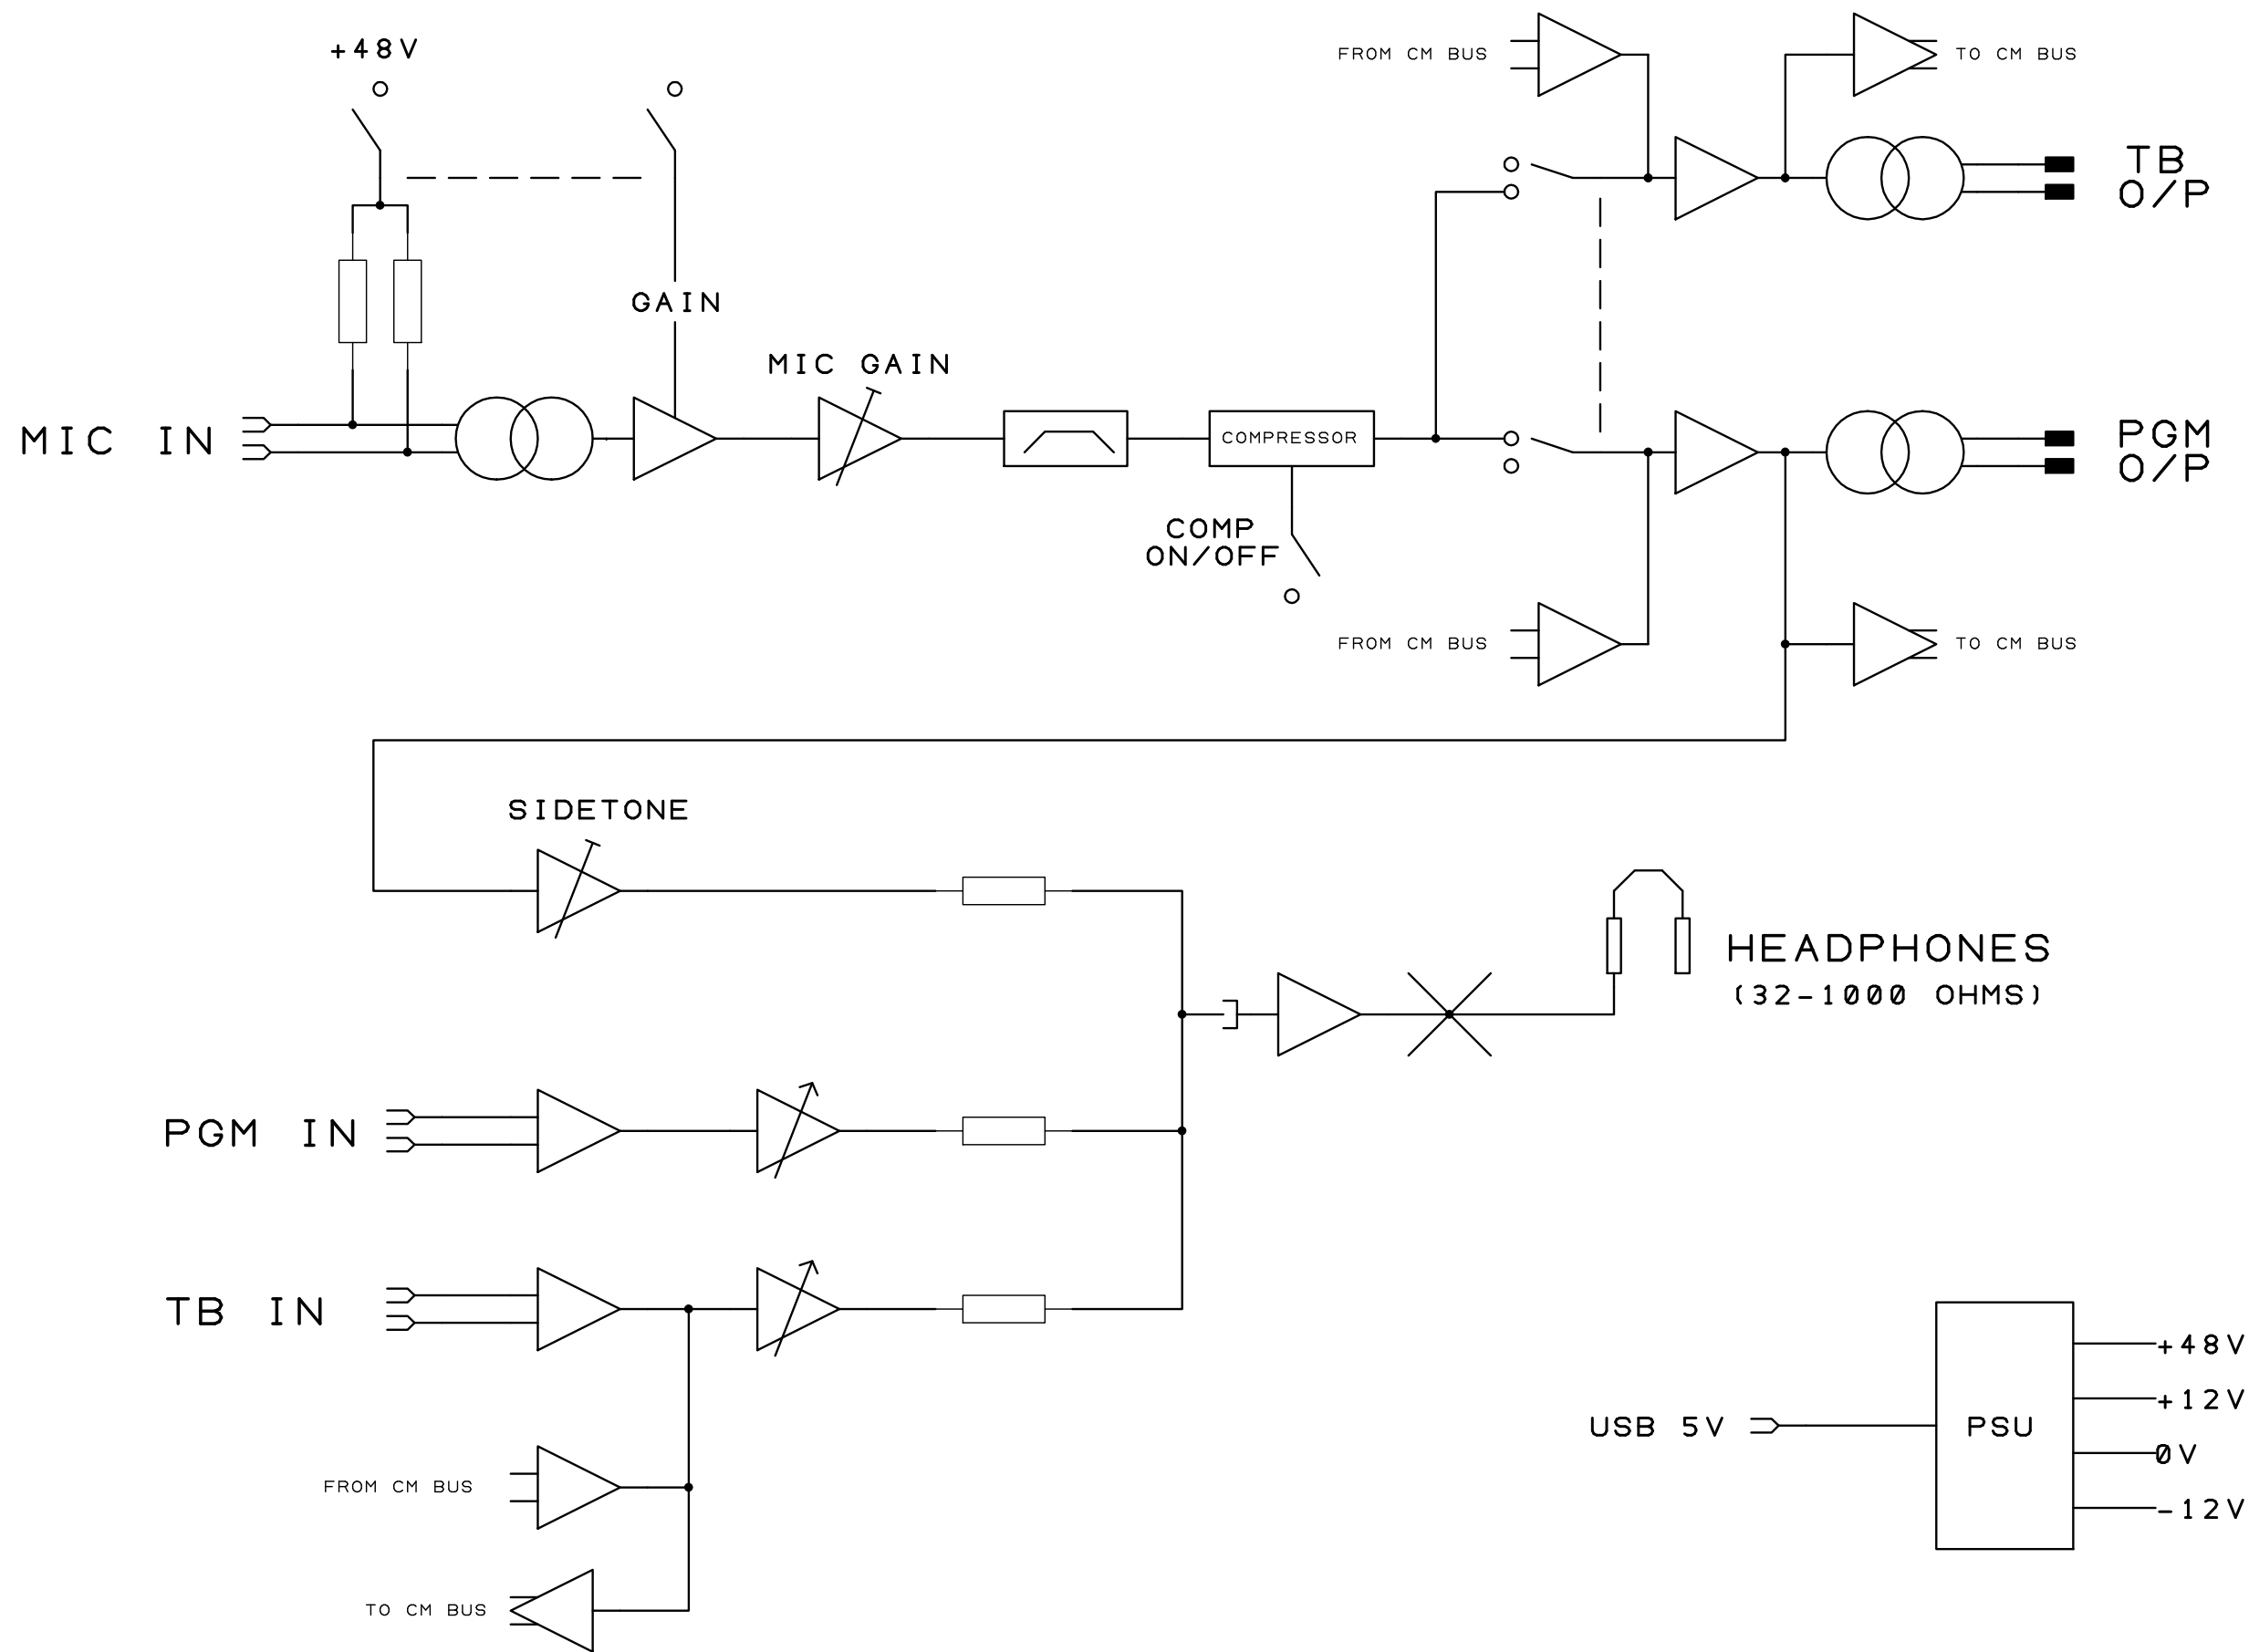 +48V
FROM CM BUS
TO CM BUS
TB
O/P
GAIN
MIC GAIN
MIC IN
COMPRESSOR
PGM
O/P
COMP
ON/OFF
FROM CM BUS
TO CM BUS
SIDETONE
HEADPHONES
(32-1000 OHMS)
PGM IN
TB IN
+48V
+12V
USB 5V
PSU
0V
FROM CM BUS
-12V
TO CM BUS